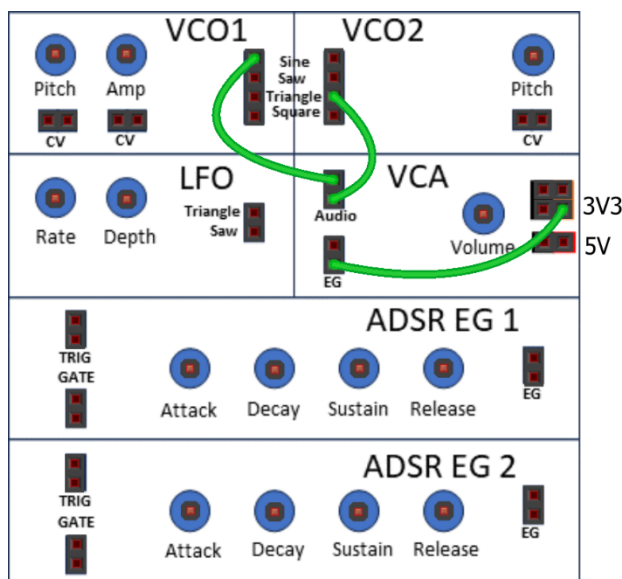 VCO1
VCO2
Pitch Amp
Sine
Saw
Triangle
Square
Pitch
CV CV
CV
LFO
VCA
Triangle
Saw
Rate Depth
Audio
Volume
3V3
5V
EG
ADSR EG 1
TRIG
GATE
Attack Decay Sustain Release
EG
ADSR EG 2
TRIG
GATE
Attack Decay Sustain Release
EG